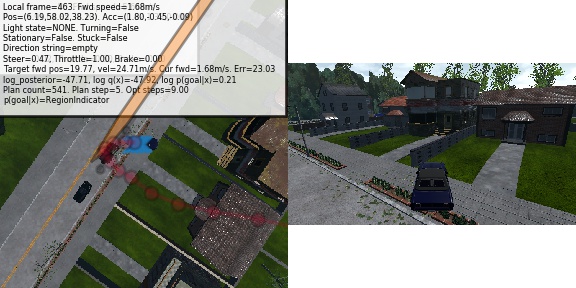 Local frame=463. Fwd speed=1.68m/s
Pos=(6.19,58.02,38.23). Acc=(1.80,-0.45,-0.09)
Light state=NONE. Turning=False
Stationary=False. Stuck=False
Direction string=empty
Steer=0.47, Throttle=1.00, Brake=0.00
Target fwd pos=19.77, vel=24.71m/s. Cur fwd=1.68m/s. Err=23.03
log_posterior=-47.71, log q(x)=-47.92, log p(goal|x)=0.21
Plan count=541. Plan step=5. Opt steps=9.00
p(goal|x)=RegionIndicator